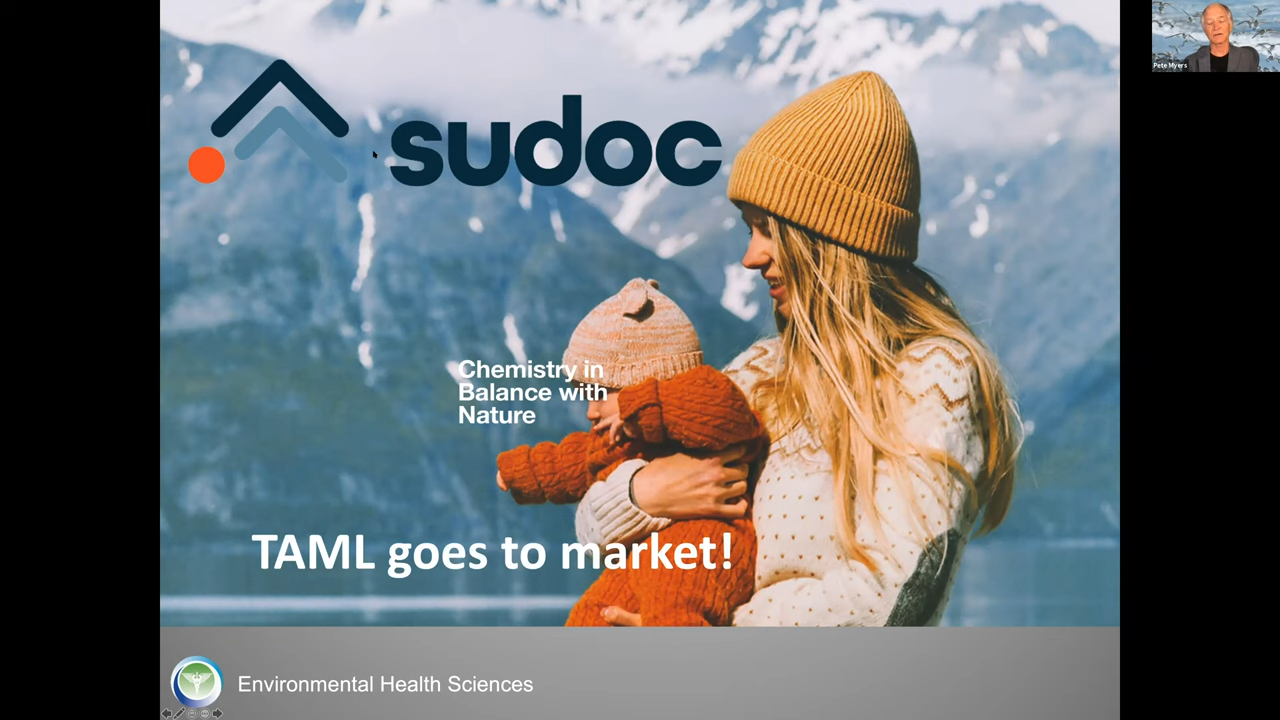 sudoc
Chemistry in
Balance with
Nature
TAML goes to market!
Environmental Health Sciences
Pete Myers